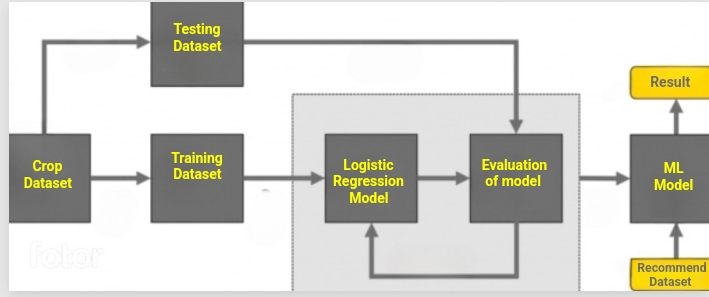 Testing
Dataset
Crop
Dataset
Training
Dataset
Logistic
Regression
Model
Evaluation
of model
Result
ML
Model
Recommend
Dataset
fotor